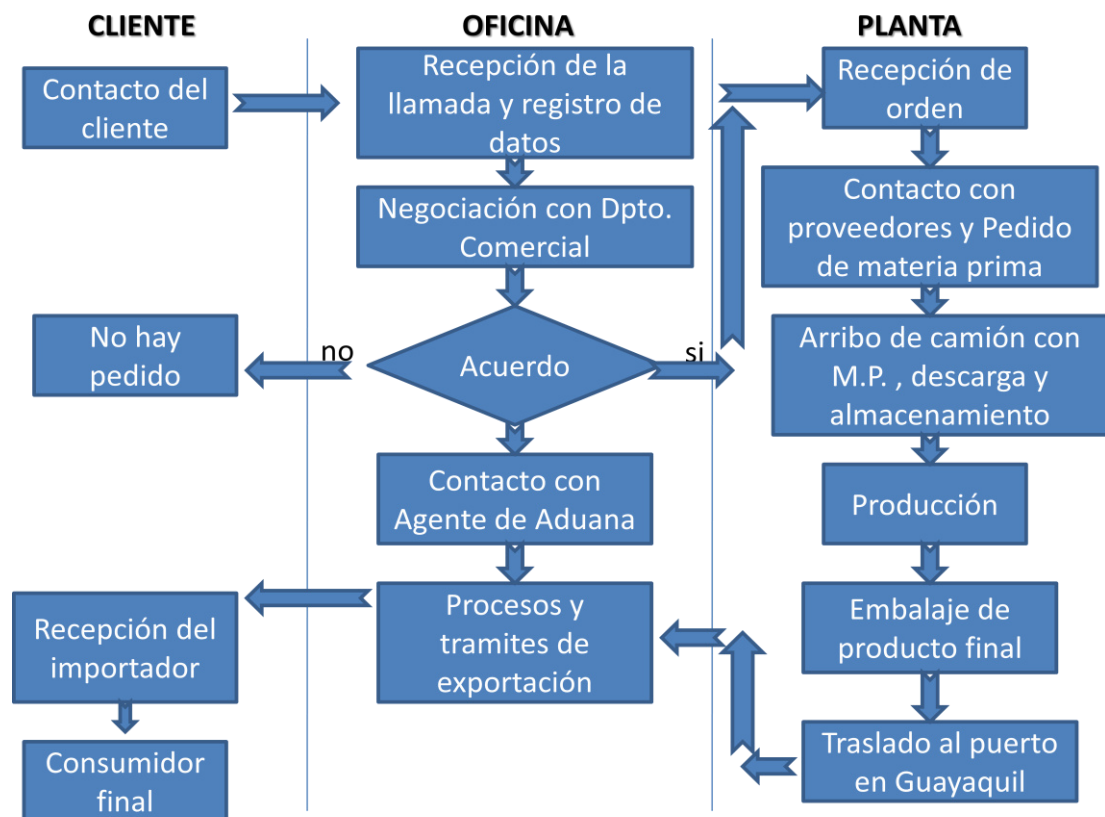 CLIENTE
OFICINA
PLANTA
Contacto del
cliente
Recepción de la
llamada y registro de
datos
Recepción de
orden
Negociación con Dpto.
Comercial
Contacto con
proveedores y Pedido
de materia prima
No hay
pedido
no
Acuerdo
si
Arribo de camión con
M.P. , descarga y
almacenamiento
Contacto con
Agente de Aduana
Producción
Recepción del
importador
Procesos y
tramites de
exportación
Embalaje de
producto final
Consumidor
final
Traslado al puerto
en Guayaquil